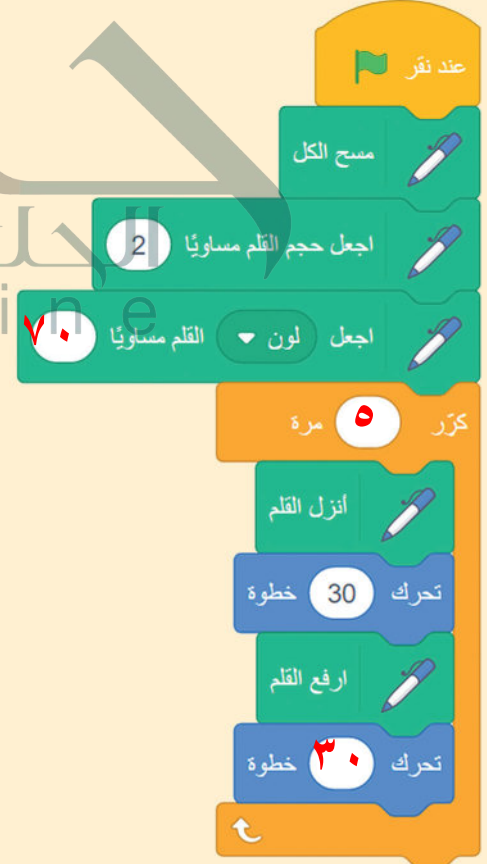 عند نقر
مسح الكل
اجعل حجم القلم مساويًا 2
اجعل لون القلم مساويًا ٧٠
كرّر ٥ مرة
أنزل القلم
تحرك 30 خطوة
ارفع القلم
تحرك ٣٠ خطوة